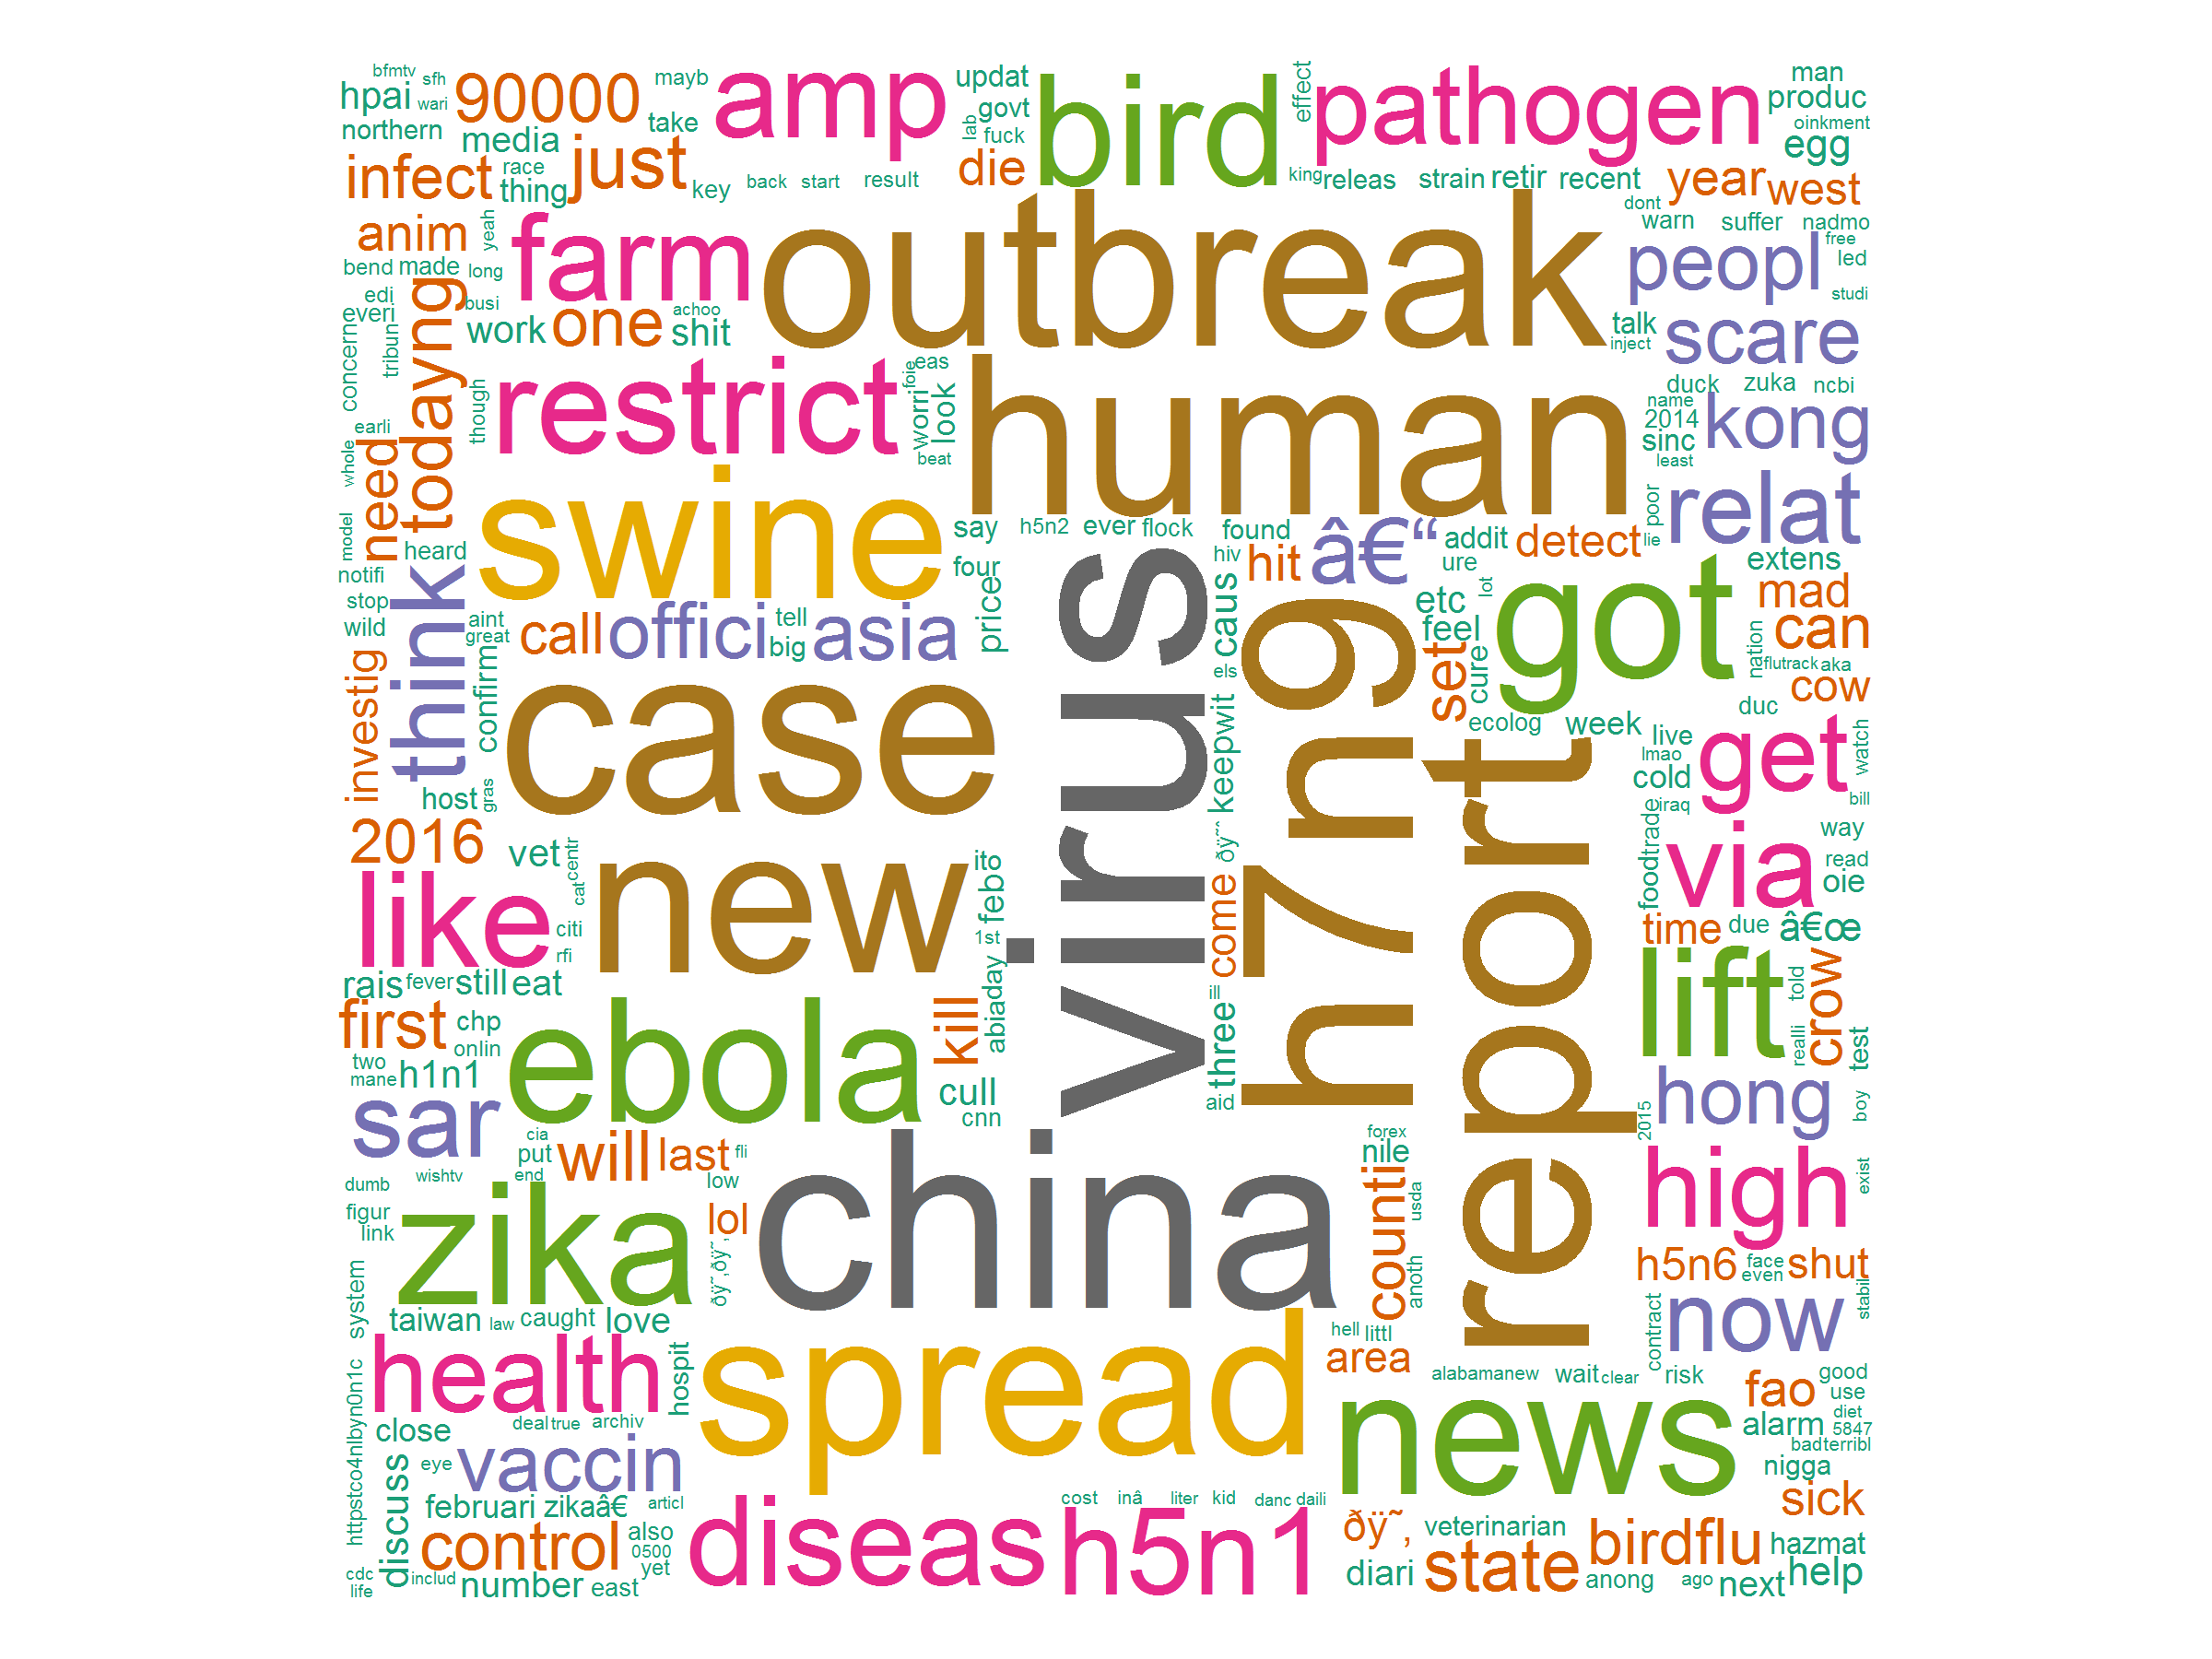 bfmtv
sfh
hpai
wari
90000
mayb
amp
updat
govt
bird
effect
pathogen
man
produc
oinkment
egg
northern
media
take
lab
fuck
infect
race
thing
just
key
back
start
result
die
king
releas
strain
retir
recent
year
west
dont
warn
suffer
nadmo
free
anim
yeah
farm
outbreak
peopl
led
studi
bend
made
long
edi
everi
busi
todayng
work
one
achoo
shit
talk
inject
scare
concern
tribun
restrict
foie
eas
worri
look
beat
human
duck
zuka
ncbi
name
2014
kong
sinc
least
though
earli
whole
need
swine
say
h5n2
ever
flock
found
hiv
hit
â€“
addit
ure
detect
lie
poor
relat
extens
model
heard
notifi
stop
wild
think
aint
great
call
offici
tell
big
asia
four
price
virus
caus
els
h7n9
etc
feel
lot
got
mad
can
nation
flutrack
aka
cow
investig
confirm
case
set
cure
ecolog
week
duc
live
lmao
get
watch
cold
host
gras
keepwit
report
iraq
bill
2016
vet
centr
cat
new
ito
febo
ðÿ˜˜
come
food
trade
via
way
read
oie
like
citi
rfi
1st
day
time
due
â€œ
rais
fever
still
eat
ill
lift
told
crow
first
chp
onlin
ebola
kill
abia
three
realli
test
two
mane
h1n1
cull
cnn
aid
hong
boy
2015
sar
cia
put
end
will
last
fli
low
china
forex
nile
high
exist
dumb
wishtv
figur
link
zika
lol
ðÿ˜‚ðÿ˜‚
counti
usda
anoth
h5n6
face
even
shut
stabil
system
taiwan
law
caught
love
spread
hell
littl
area
contract
now
health
hospit
alabamanew
wait
clear
risk
fao
good
use
diet
5847
alarm
httpstco4nlbyn0n1c
close
deal
true
archiv
news
bad
terribl
nigga
discuss
eye
vaccin
sick
februari
zikaâ€
articl
diseas
cost
inâ
liter
kid
danc
daili
h5n1
ðÿ˜‚
veterinarian
birdflu
hazmat
control
also
0500
yet
diari
state
anong
ago
next
help
cdc
life
includ
number
east